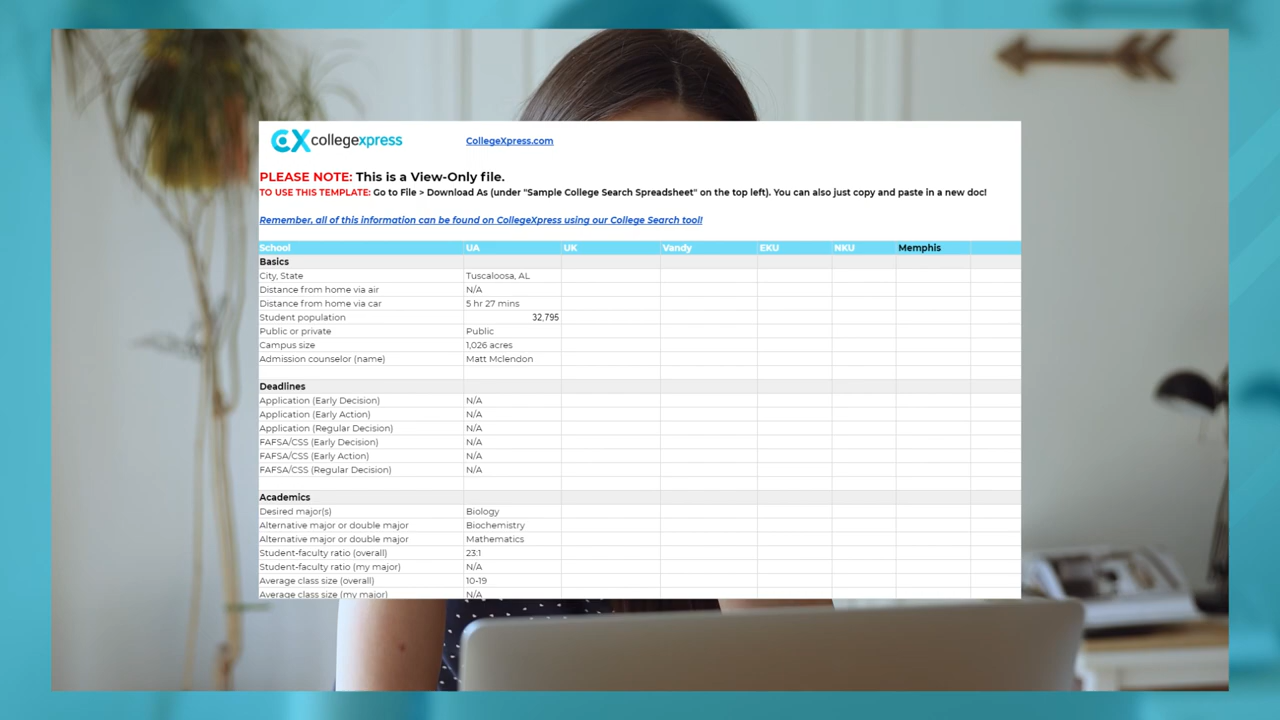 collegexpress CollegeXpress.com
PLEASE NOTE: This is a View-Only file.
TO USE THIS TEMPLATE: Go to File > Download As (under "Sample College Search Spreadsheet" on the top left). You can also just copy and paste in a new doc!
Remember, all of this information can be found on CollegeXpress using our College Search tool!
School UA UK Vandy EKU NKU Memphis
Basics
City, State Tuscaloosa, AL
Distance from home via air N/A
Distance from home via car 5 hr 27 mins
Student population 32,795
Public or private Public
Campus size 1,026 acres
Admission counselor (name) Matt Mclendon
Deadlines
Application (Early Decision) N/A
Application (Early Action) N/A
Application (Regular Decision) N/A
FAFSA/CSS (Early Decision) N/A
FAFSA/CSS (Early Action) N/A
FAFSA/CSS (Regular Decision) N/A
Academics
Desired major(s) Biology
Alternative major or double major Biochemistry
Alternative major or double major Mathematics
Student-faculty ratio (overall) 23:1
Student-faculty ratio (my major) N/A
Average class size (overall) 10-19
Average class size (my major) N/A